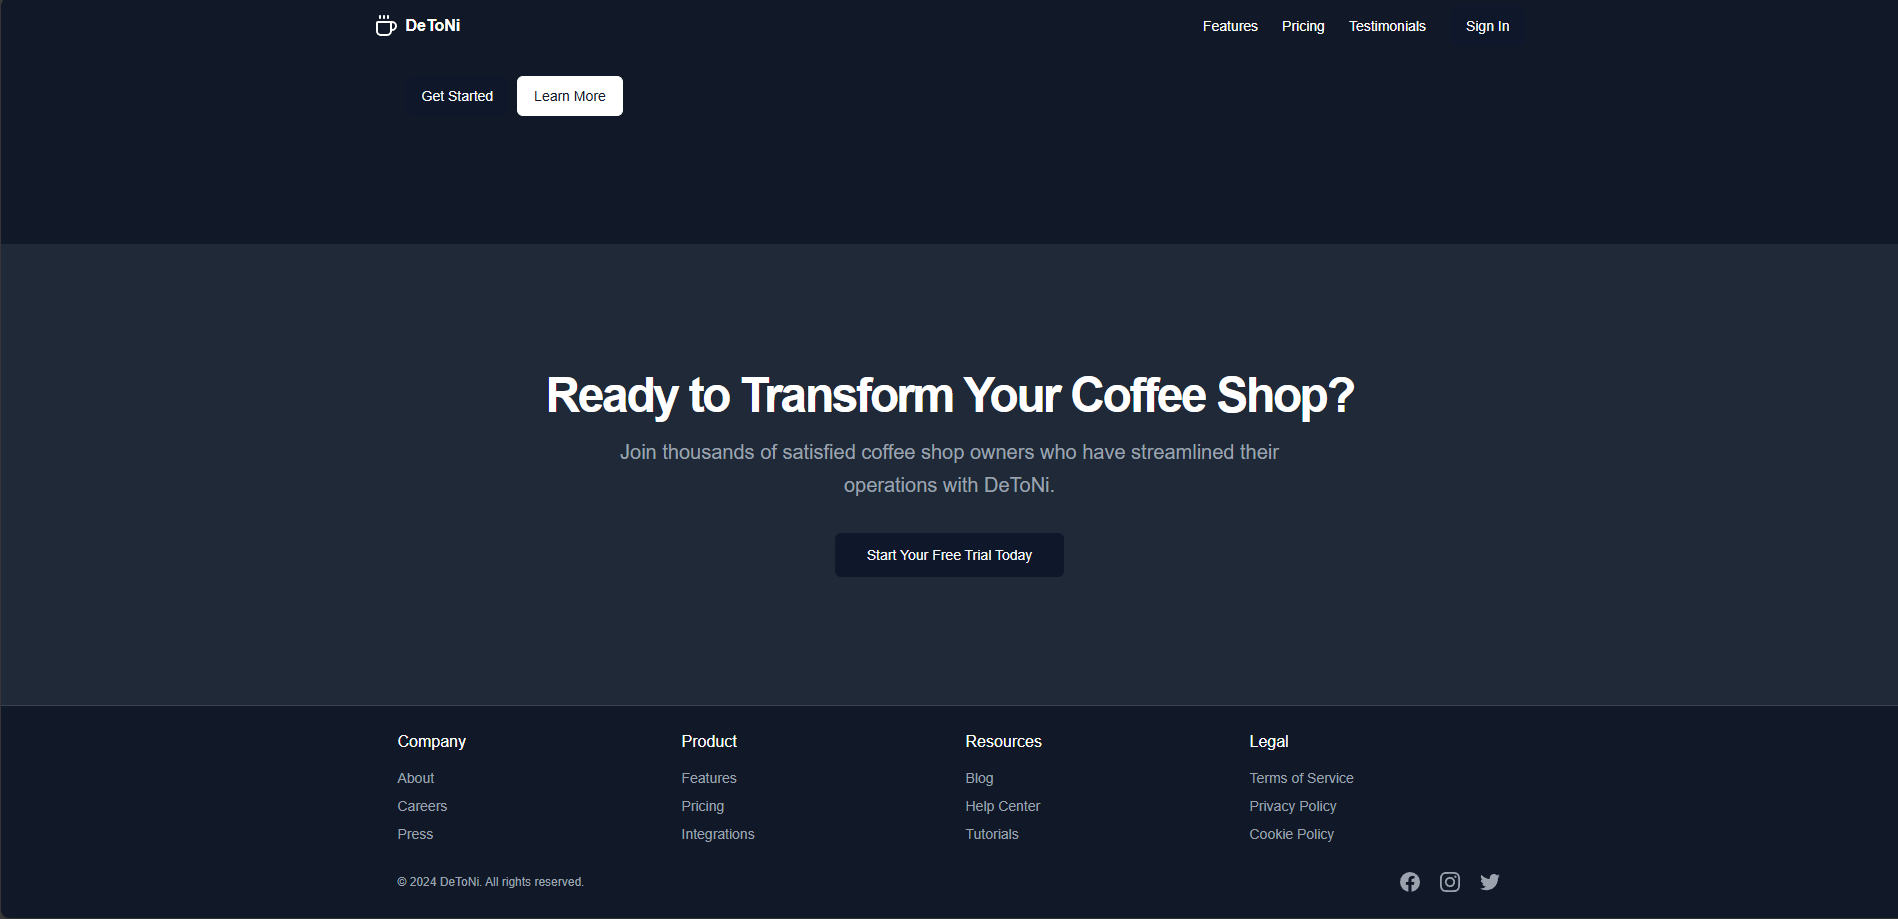 DeToNi
Features Pricing Testimonials Sign In
Get Started Learn More
Ready to Transform Your Coffee Shop?
Join thousands of satisfied coffee shop owners who have streamlined their
operations with DeToNi.
Start Your Free Trial Today
Company
About
Careers
Press
Product
Features
Pricing
Integrations
Resources
Blog
Help Center
Tutorials
Legal
Terms of Service
Privacy Policy
Cookie Policy
© 2024 DeToNi. All rights reserved.